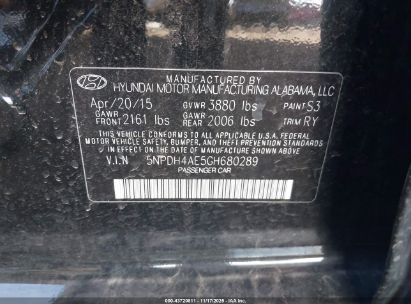 MANUFACTURED BY
HYUNDAI MOTOR MANUFACTURING ALABAMA, LLC
Apr/20/15 GVWR 3880 lbs PAINT S3
GAWR FRONT 2161 lbs GAWR REAR 2006 lbs TRIM RY
THIS VEHICLE CONFORMS TO ALL APPLICABLE U.S.A. FEDERAL
MOTOR VEHICLE SAFETY, BUMPER, AND THEFT PREVENTION STANDARDS
IN EFFECT ON THE DATE OF MANUFACTURE SHOWN ABOVE.
V.I.N 5NPDH4AE5GH680289
PASSENGER CAR